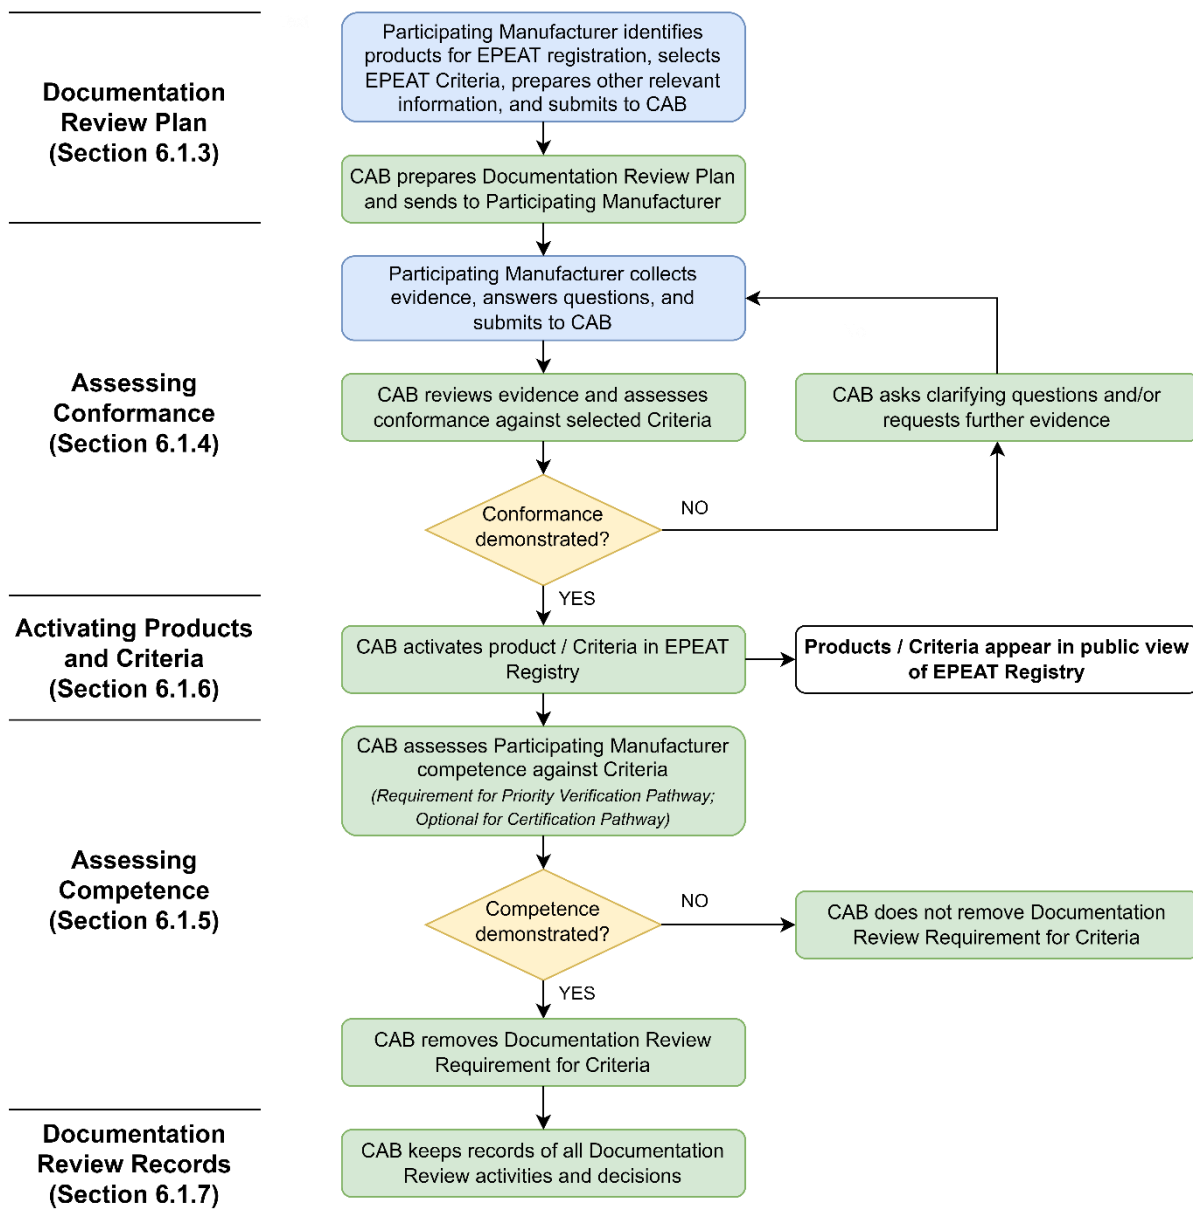 Documentation
Review Plan
(Section 6.1.3)
Participating Manufacturer identifies
products for EPEAT registration, selects
EPEAT Criteria, prepares other relevant
information, and submits to CAB
CAB prepares Documentation Review Plan
and sends to Participating Manufacturer
Assessing
Conformance
(Section 6.1.4)
Participating Manufacturer collects
evidence, answers questions, and
submits to CAB
CAB reviews evidence and assesses
conformance against selected Criteria
CAB asks clarifying questions and/or
requests further evidence
Conformance
demonstrated?
NO
YES
Activating Products
and Criteria
(Section 6.1.6)
CAB activates product / Criteria in EPEAT
Registry
Products / Criteria appear in public view
of EPEAT Registry
Assessing
Competence
(Section 6.1.5)
CAB assesses Participating Manufacturer
competence against Criteria
(Requirement for Priority Verification Pathway;
Optional for Certification Pathway)
Competence
demonstrated?
NO
CAB does not remove Documentation
Review Requirement for Criteria
YES
CAB removes Documentation Review
Requirement for Criteria
Documentation
Review Records
(Section 6.1.7)
CAB keeps records of all Documentation
Review activities and decisions